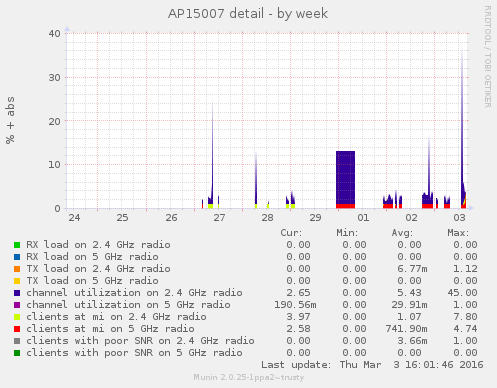 AP15007 detail - by week
RRDTOOL / TOBI OETIKER
% + abs
40
30
20
10
0
24 25 26 27 28 29 01 02 03
Cur: Min: Avg: Max:
RX load on 2.4 GHz radio 0.00 0.00 0.00 0.00
RX load on 5 GHz radio 0.00 0.00 0.00 0.00
TX load on 2.4 GHz radio 0.00 0.00 6.77m 1.12
TX load on 5 GHz radio 0.00 0.00 0.00 0.00
channel utilization on 2.4 GHz radio 2.65 0.00 5.43 45.00
channel utilization on 5 GHz radio 190.56m 0.00 29.91m 1.00
clients at mi on 2.4 GHz radio 3.97 0.00 1.07 7.80
clients at mi on 5 GHz radio 2.58 0.00 741.90m 4.74
clients with poor SNR on 2.4 GHz radio 0.00 0.00 3.66m 1.00
clients with poor SNR on 5 GHz radio 0.00 0.00 0.00 0.00
Last update: Thu Mar 3 16:01:46 2016
Munin 2.0.25-1ppa2~trusty